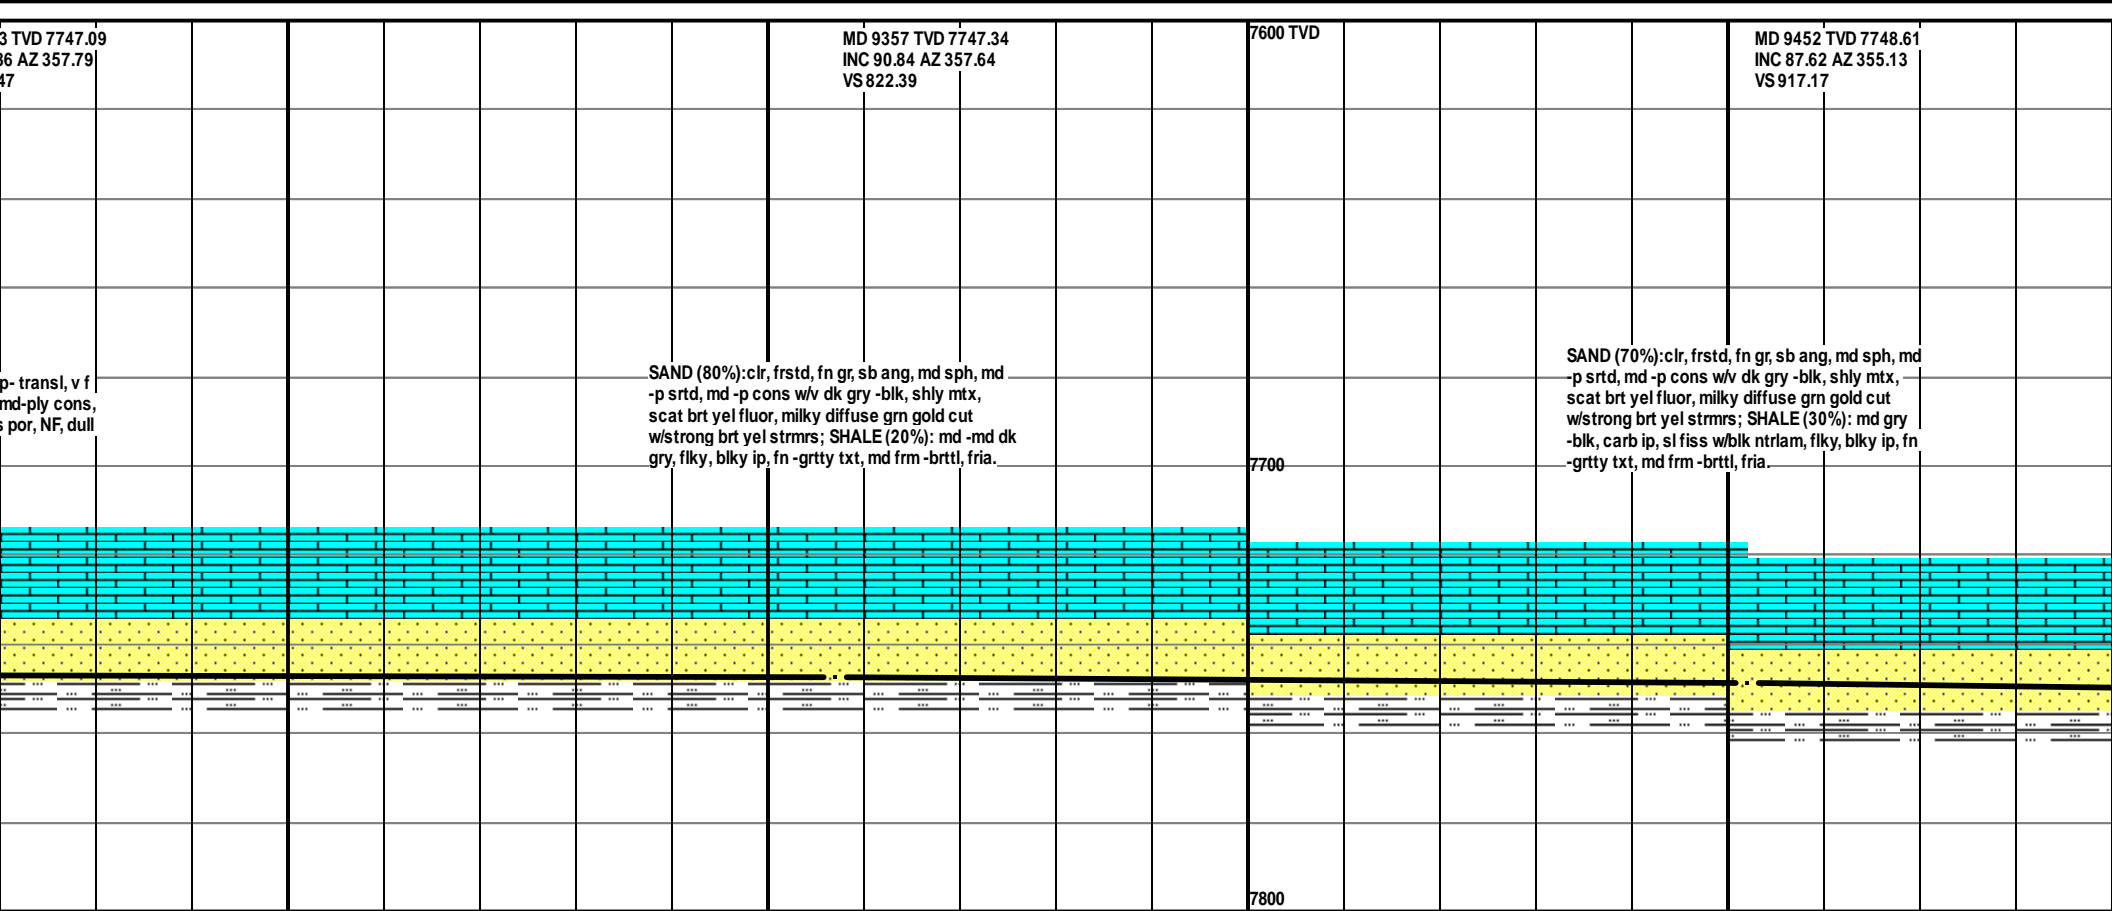 3 TVD 7747.09
36 AZ 357.79
47
MD 9357 TVD 7747.34
INC 90.84 AZ 357.64
VS 822.39
7600 TVD
MD 9452 TVD 7748.61
INC 87.62 AZ 355.13
VS 917.17
p- transl, v f
md-ply cons,
s por, NF, dull
SAND (80%):clr, frstd, fn gr, sb ang, md sph, md
-p srtd, md -p cons w/v dk gry -blk, shly mtx,
scat brt yel fluor, milky diffuse grn gold cut
w/strong brt yel strmrs; SHALE (20%): md -md dk
gry, flky, blky ip, fn -grtty txt, md frm -brttl, fria.
SAND (70%):clr, frstd, fn gr, sb ang, md sph, md
-p srtd, md -p cons w/v dk gry -blk, shly mtx,
scat brt yel fluor, milky diffuse grn gold cut
w/strong brt yel strmrs; SHALE (30%): md gry
-blk, carb ip, sl fiss w/blk ntrlam, flky, blky ip, fn
-grtty txt, md frm -brttl, fria.
7700
7800